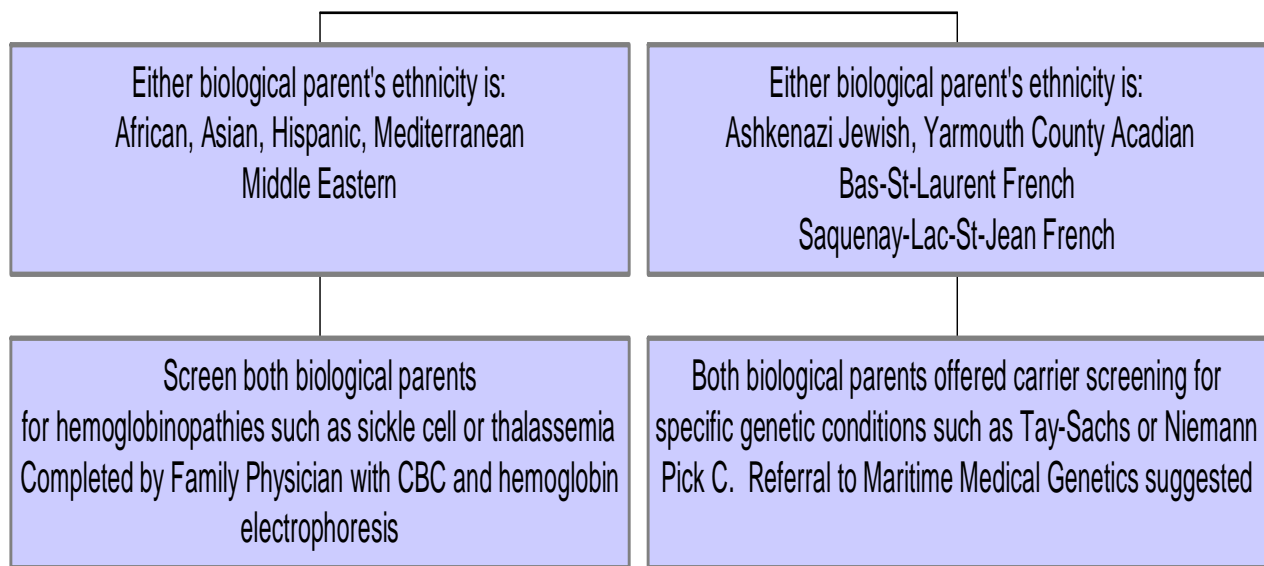 Either biological parent's ethnicity is:
African, Asian, Hispanic, Mediterranean
Middle Eastern
Either biological parent's ethnicity is:
Ashkenazi Jewish, Yarmouth County Acadian
Bas-St-Laurent French
Saquenay-Lac-St-Jean French
Screen both biological parents
for hemoglobinopathies such as sickle cell or thalassemia
Completed by Family Physician with CBC and hemoglobin
electrophoresis
Both biological parents offered carrier screening for
specific genetic conditions such as Tay-Sachs or Niemann
Pick C.  Referral to Maritime Medical Genetics suggested